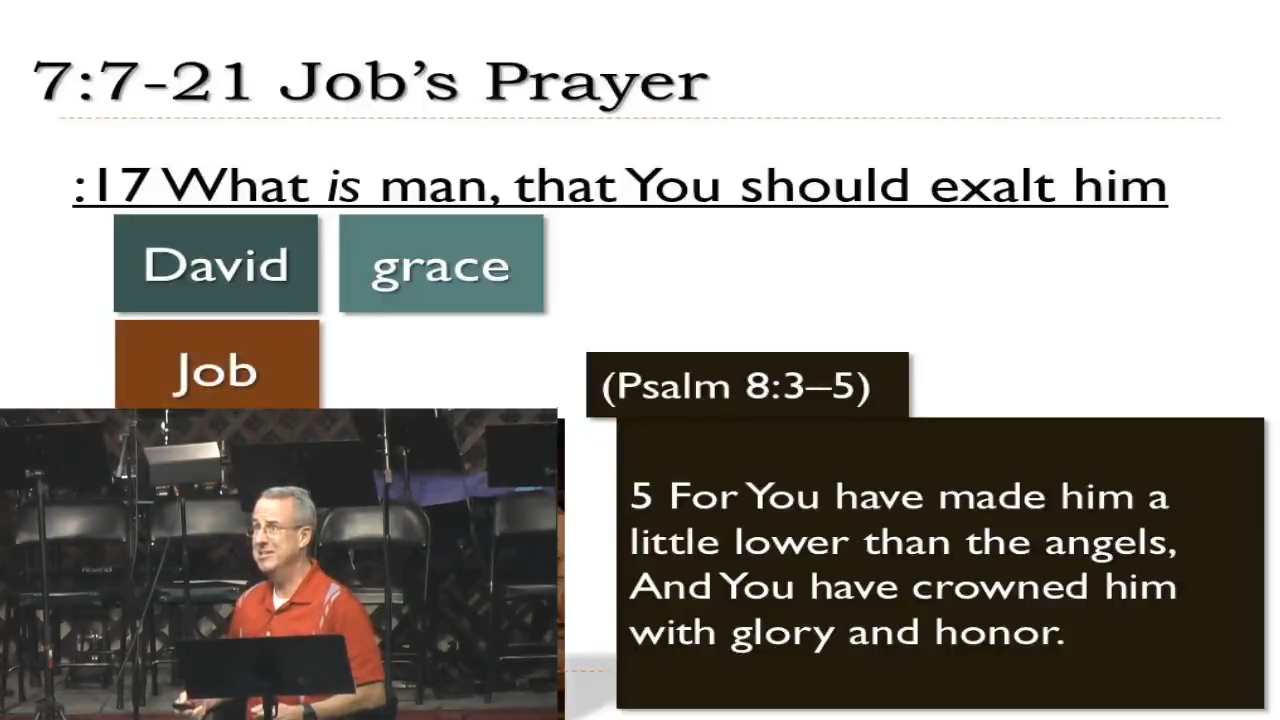 7:7-21 Job’s Prayer
:17 What is man, that You should exalt him
David
grace
Job
(Psalm 8:3–5)
5 For You have made him a
little lower than the angels,
And You have crowned him
with glory and honor.
Roland